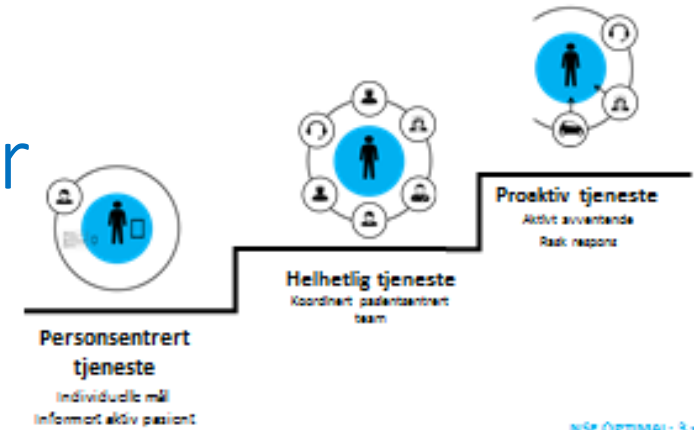 r
Personsentrert
tjeneste
Individuelle mål
Informert aktiv pasient
Helhetlig tjeneste
Koordinert pasientsentrert
team
Proaktiv tjeneste
Aktivt avventende
Rask respons